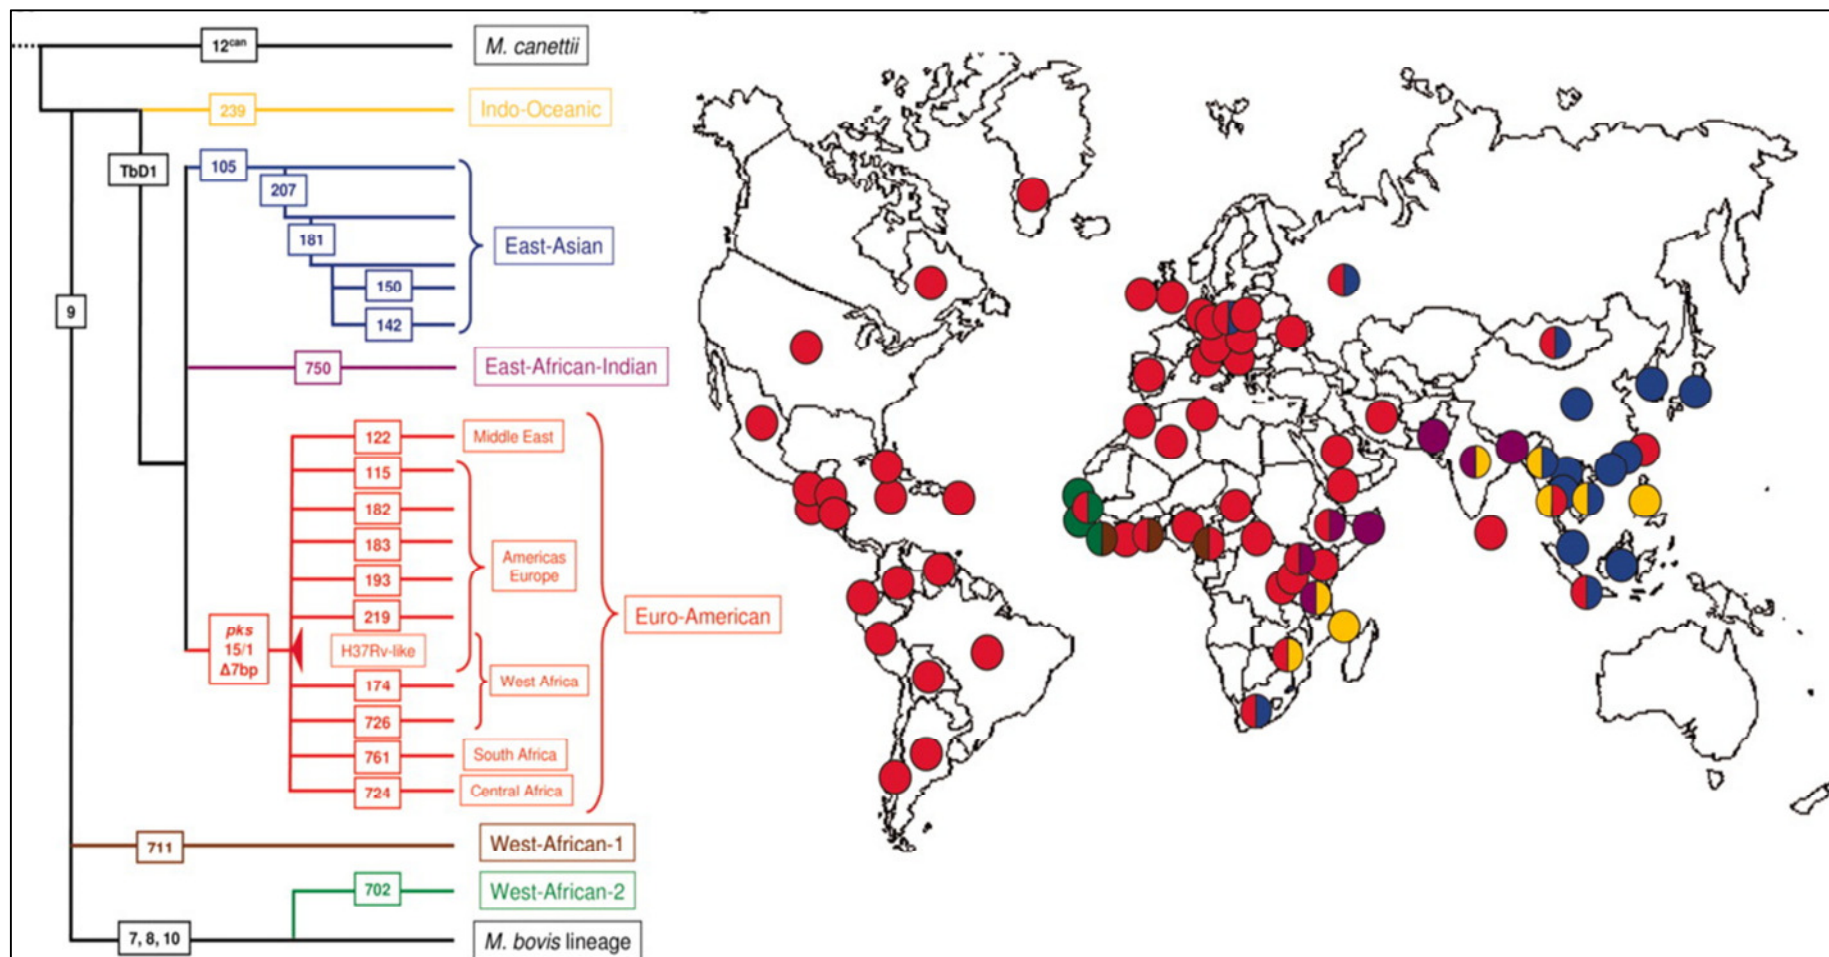 12can
M. canettii
239
Indo-Oceanic
TbD1
105
207
181
East-Asian
150
9
142
750
East-African-Indian
122
Middle East
115
182
183
Americas
Europe
193
219
Euro-American
pks
15/1
Δ7bp
H37Rv-like
174
West Africa
726
761
South Africa
724
Central Africa
711
West-African-1
702
West-African-2
7, 8, 10
M. bovis lineage